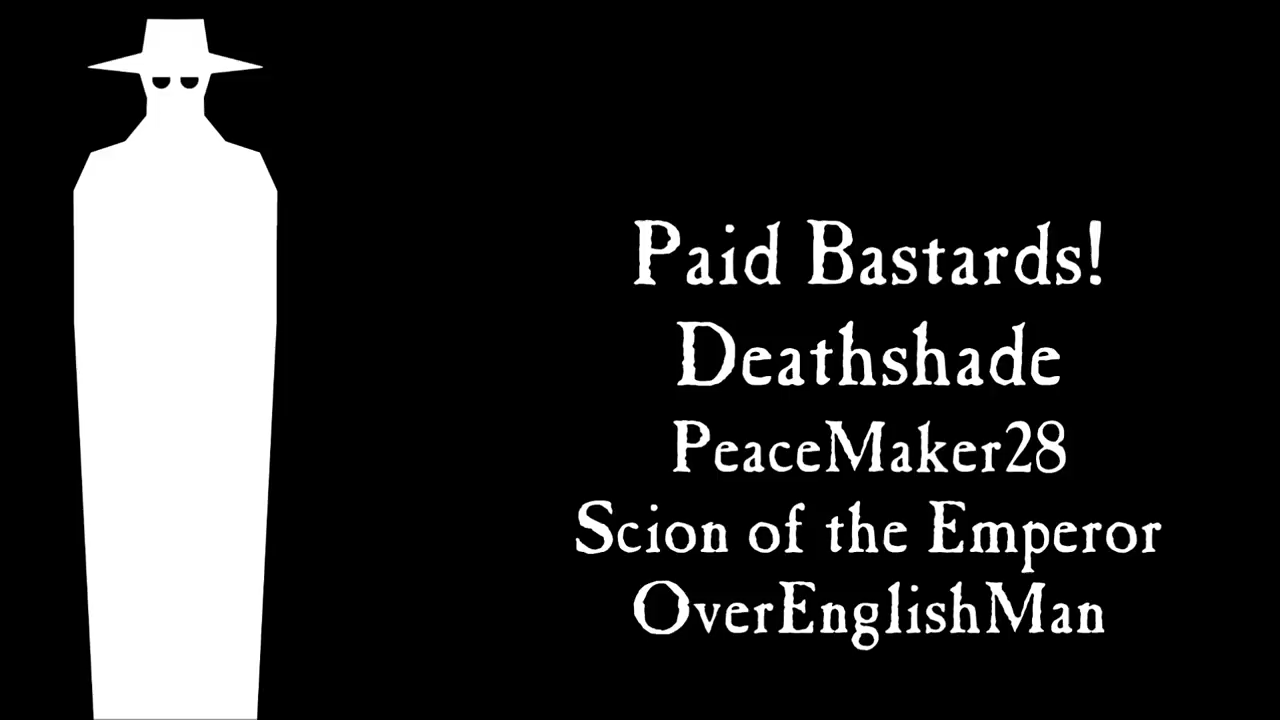 Paid Bastards!
Deathshade
PeaceMaker28
Scion of the Emperor
OverEnglishMan